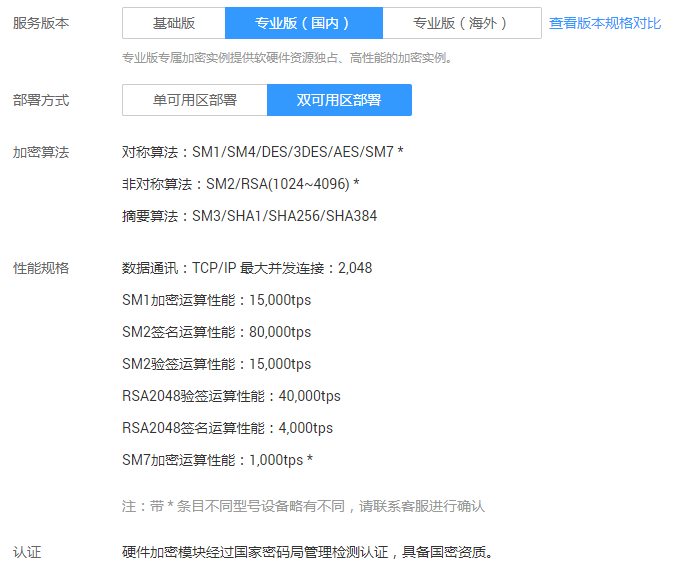 服务版本 基础版 专业版（国内） 专业版（海外） 查看版本规格对比
专业版专属加密实例提供软硬件资源独占、高性能的加密实例。
部署方式 单可用区部署 双可用区部署
加密算法 对称算法：SM1/SM4/DES/3DES/AES/SM7 *
非对称算法：SM2/RSA(1024~4096) *
摘要算法：SM3/SHA1/SHA256/SHA384
性能规格 数据通讯：TCP/IP 最大并发连接：2,048
SM1加密运算性能：15,000tps
SM2签名运算性能：80,000tps
SM2验签运算性能：15,000tps
RSA2048验签运算性能：40,000tps
RSA2048签名运算性能：4,000tps
SM7加密运算性能：1,000tps *
注：带 * 条目不同型号设备略有不同，请联系客服进行确认
认证 硬件加密模块经过国家密码局管理检测认证，具备国密资质。